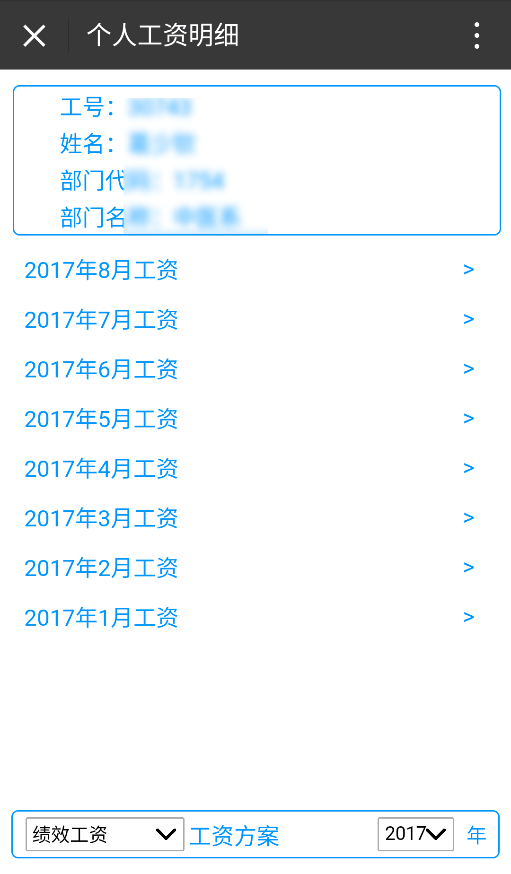 个人工资明细
工号：
姓名：
部门代
部门名
2017年8月工资 >
2017年7月工资 >
2017年6月工资 >
2017年5月工资 >
2017年4月工资 >
2017年3月工资 >
2017年2月工资 >
2017年1月工资 >
绩效工资 工资方案 2017 年